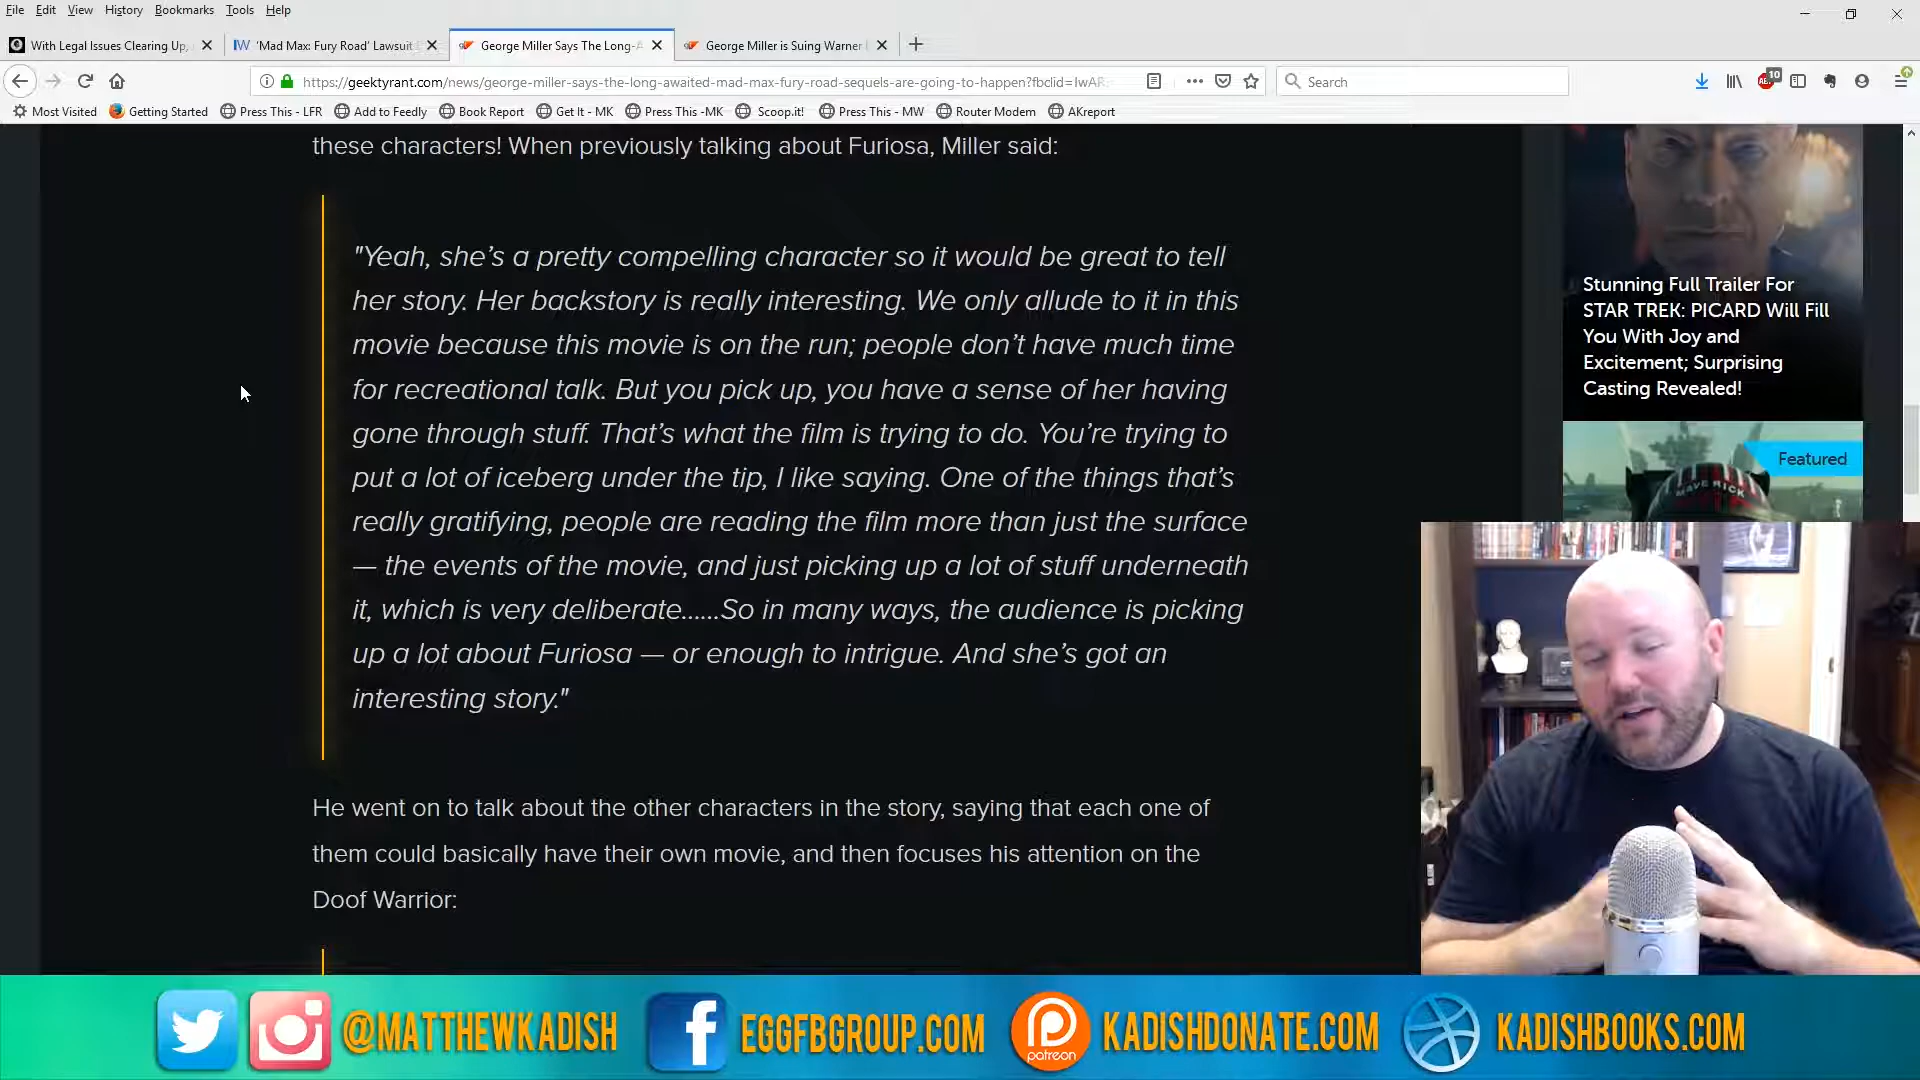 File Edit View History Bookmarks Tools Help
With Legal Issues Clearing Up,
'Mad Max: Fury Road' Lawsuit
George Miller Says The Long-A
George Miller is Suing Warner
https://geektyrant.com/news/george-miller-says-the-long-awaited-mad-max-fury-road-sequels-are-going-to-happen?fbclid=IwAR
Search
10
Most Visited Getting Started Press This - LFR Add to Feedly Book Report Get It - MK Press This -MK Scoop.it! Press This - MW Router Modem AKreport
these characters! When previously talking about Furiosa, Miller said:
"Yeah, she's a pretty compelling character so it would be great to tell
her story. Her backstory is really interesting. We only allude to it in this
movie because this movie is on the run; people don't have much time
for recreational talk. But you pick up, you have a sense of her having
gone through stuff. That's what the film is trying to do. You're trying to
put a lot of iceberg under the tip, I like saying. One of the things that's
really gratifying, people are reading the film more than just the surface
— the events of the movie, and just picking up a lot of stuff underneath
it, which is very deliberate......So in many ways, the audience is picking
up a lot about Furiosa — or enough to intrigue. And she's got an
interesting story."
He went on to talk about the other characters in the story, saying that each one of
them could basically have their own movie, and then focuses his attention on the
Doof Warrior:
Stunning Full Trailer For
STAR TREK: PICARD Will Fill
You With Joy and
Excitement; Surprising
Casting Revealed!
Featured
MAVERICK
@MATTHEWKADISH
EGGFBGROUP.COM
patreon
KADISHDONATE.COM
KADISHBOOKS.COM